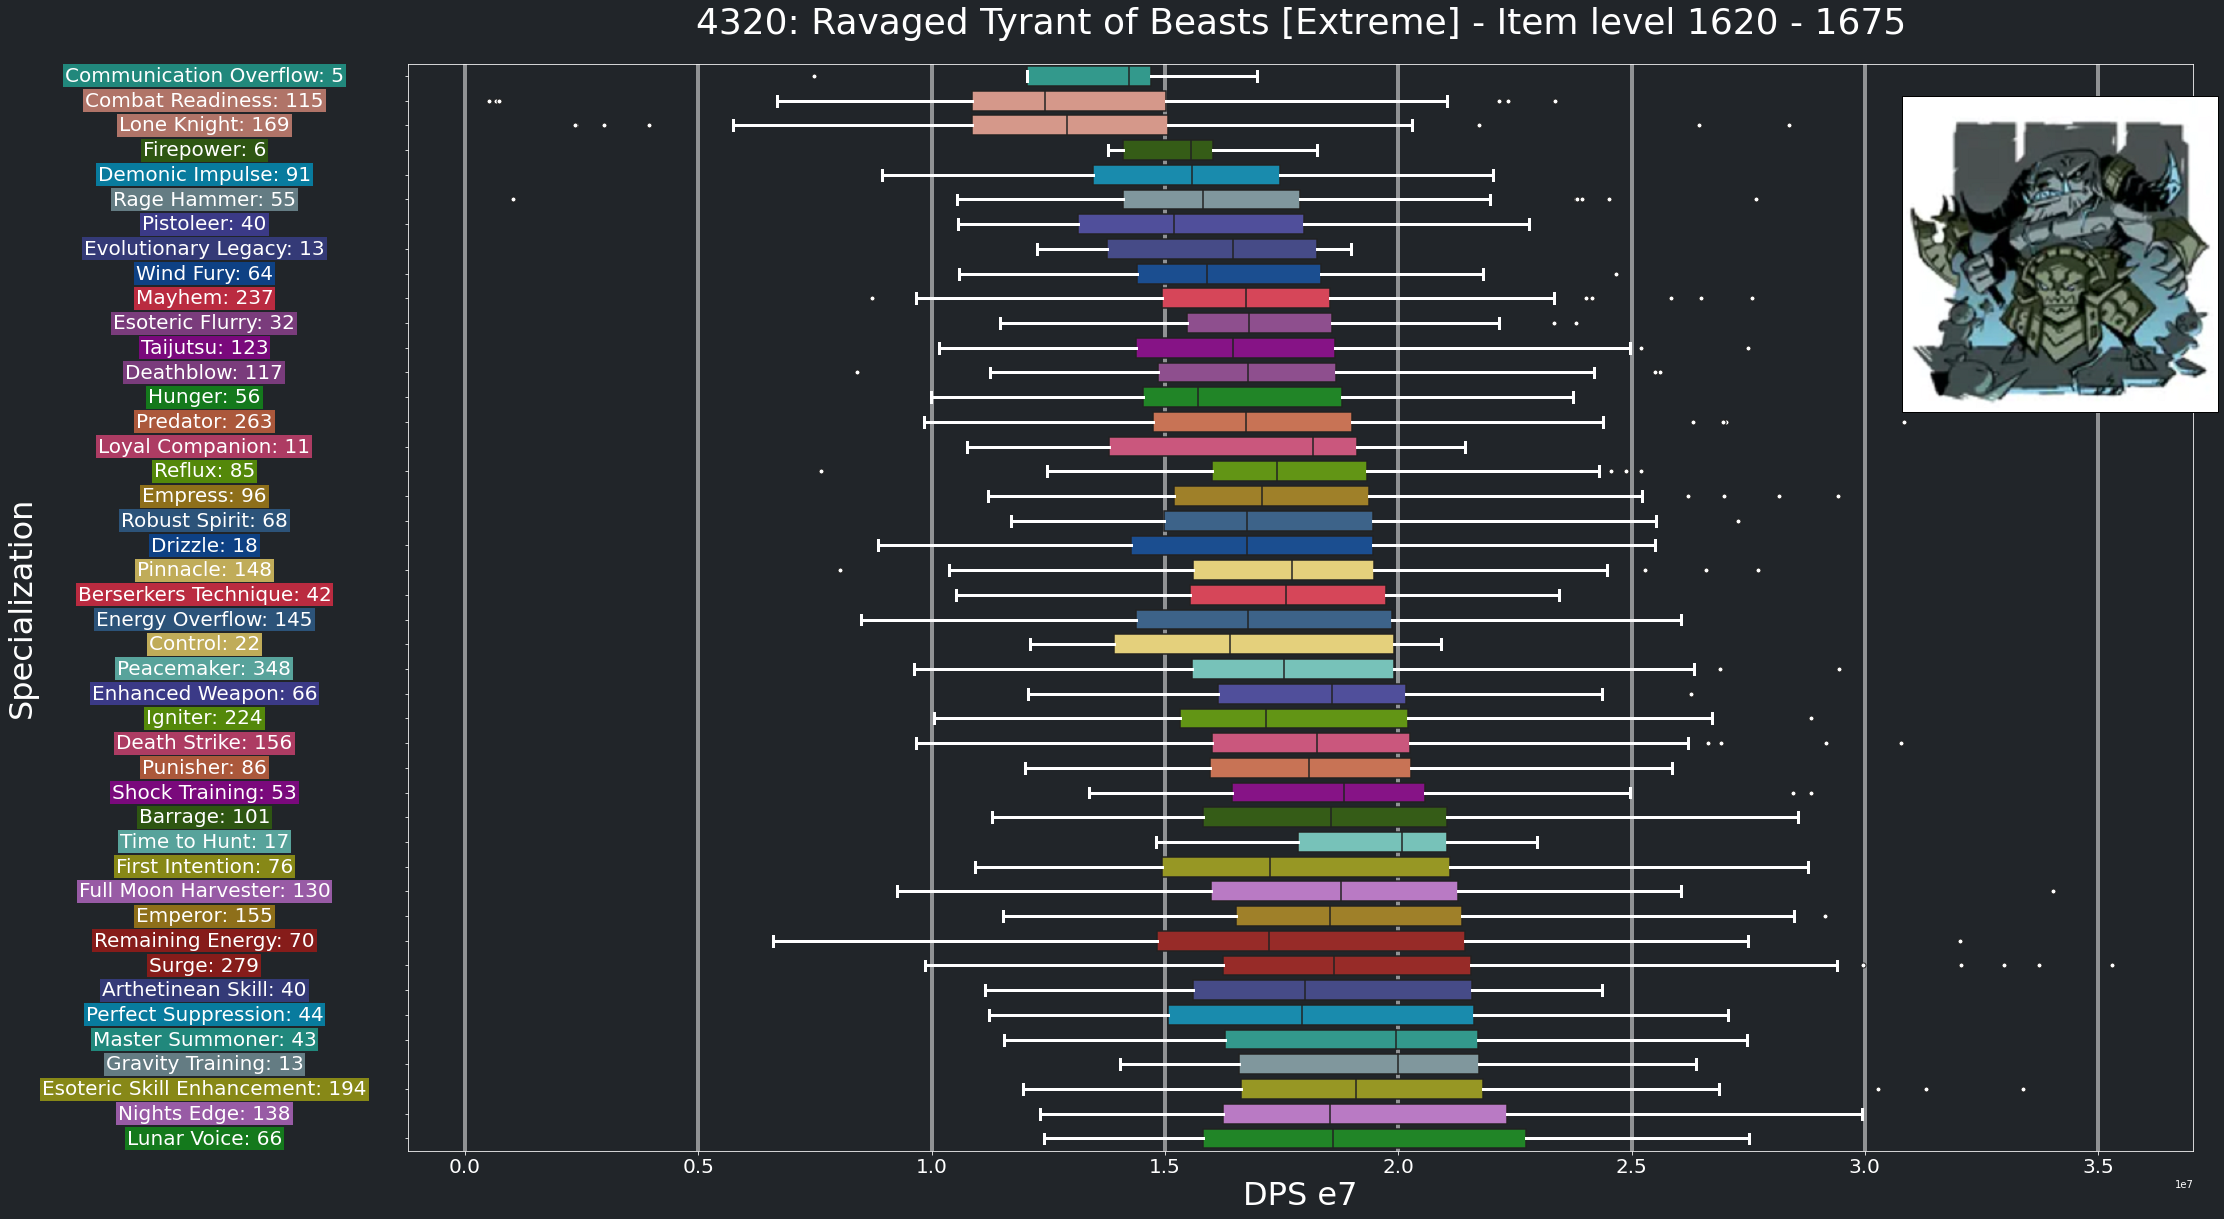 4320: Ravaged Tyrant of Beasts [Extreme] - Item level 1620 - 1675
Communication Overflow: 5
Combat Readiness: 115
Lone Knight: 169
Firepower: 6
Demonic Impulse: 91
Rage Hammer: 55
Pistoleer: 40
Evolutionary Legacy: 13
Wind Fury: 64
Mayhem: 237
Esoteric Flurry: 32
Taijutsu: 123
Deathblow: 117
Hunger: 56
Predator: 263
Loyal Companion: 11
Reflux: 85
Empress: 96
Robust Spirit: 68
Drizzle: 18
Pinnacle: 148
Berserkers Technique: 42
Energy Overflow: 145
Control: 22
Peacemaker: 348
Enhanced Weapon: 66
Igniter: 224
Death Strike: 156
Punisher: 86
Shock Training: 53
Barrage: 101
Time to Hunt: 17
First Intention: 76
Full Moon Harvester: 130
Emperor: 155
Remaining Energy: 70
Surge: 279
Arthetinean Skill: 40
Perfect Suppression: 44
Master Summoner: 43
Gravity Training: 13
Esoteric Skill Enhancement: 194
Nights Edge: 138
Lunar Voice: 66
Specialization
0.0 0.5 1.0 1.5 2.0 2.5 3.0 3.5
DPS e7
1e7